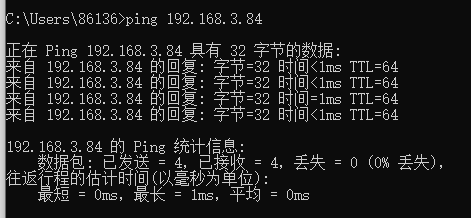 C:\Users\86136>ping 192.168.3.84
正在 Ping 192.168.3.84 具有 32 字节的数据:
来自 192.168.3.84 的回复: 字节=32 时间<1ms TTL=64
来自 192.168.3.84 的回复: 字节=32 时间<1ms TTL=64
来自 192.168.3.84 的回复: 字节=32 时间=1ms TTL=64
来自 192.168.3.84 的回复: 字节=32 时间<1ms TTL=64
192.168.3.84 的 Ping 统计信息:
数据包: 已发送 = 4, 已接收 = 4, 丢失 = 0 (0% 丢失),
往返行程的估计时间(以毫秒为单位):
最短 = 0ms, 最长 = 1ms, 平均 = 0ms